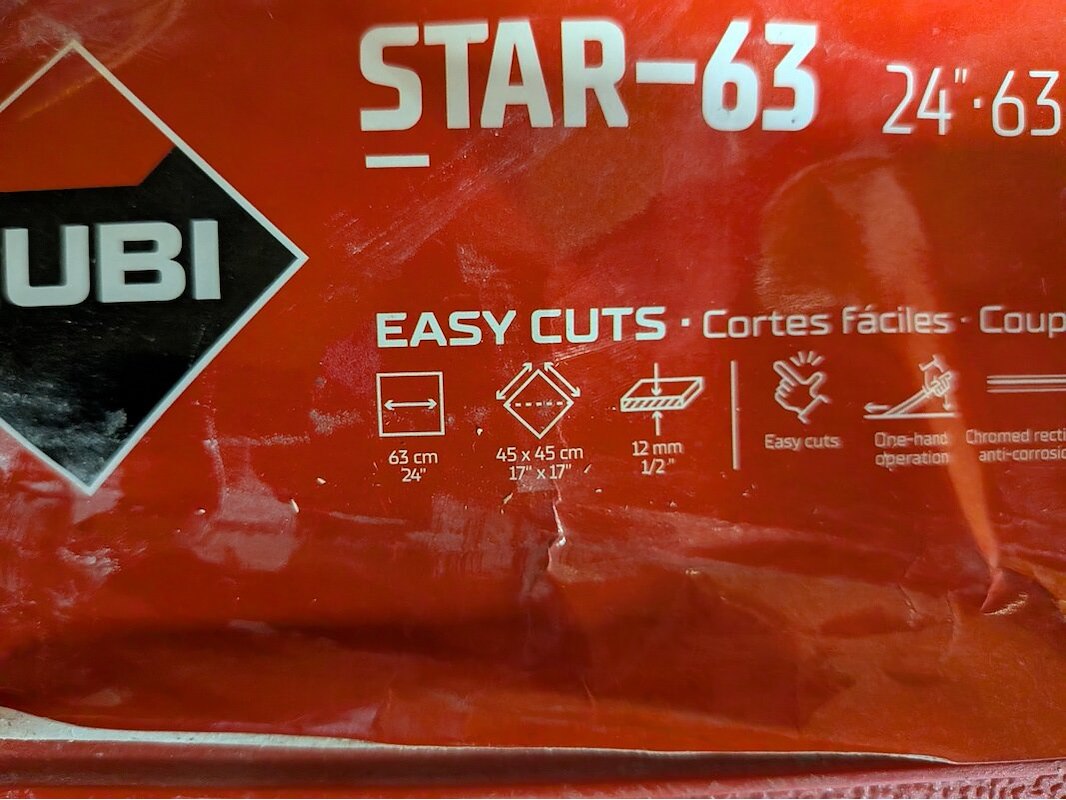 STAR-63 24"·63
UBI
EASY CUTS · Cortes fáciles · Coup
63 cm
24"
45 x 45 cm
17" x 17"
12 mm
1/2"
Easy cuts
One-hand
operation
Chromed recti
anti-corrosio